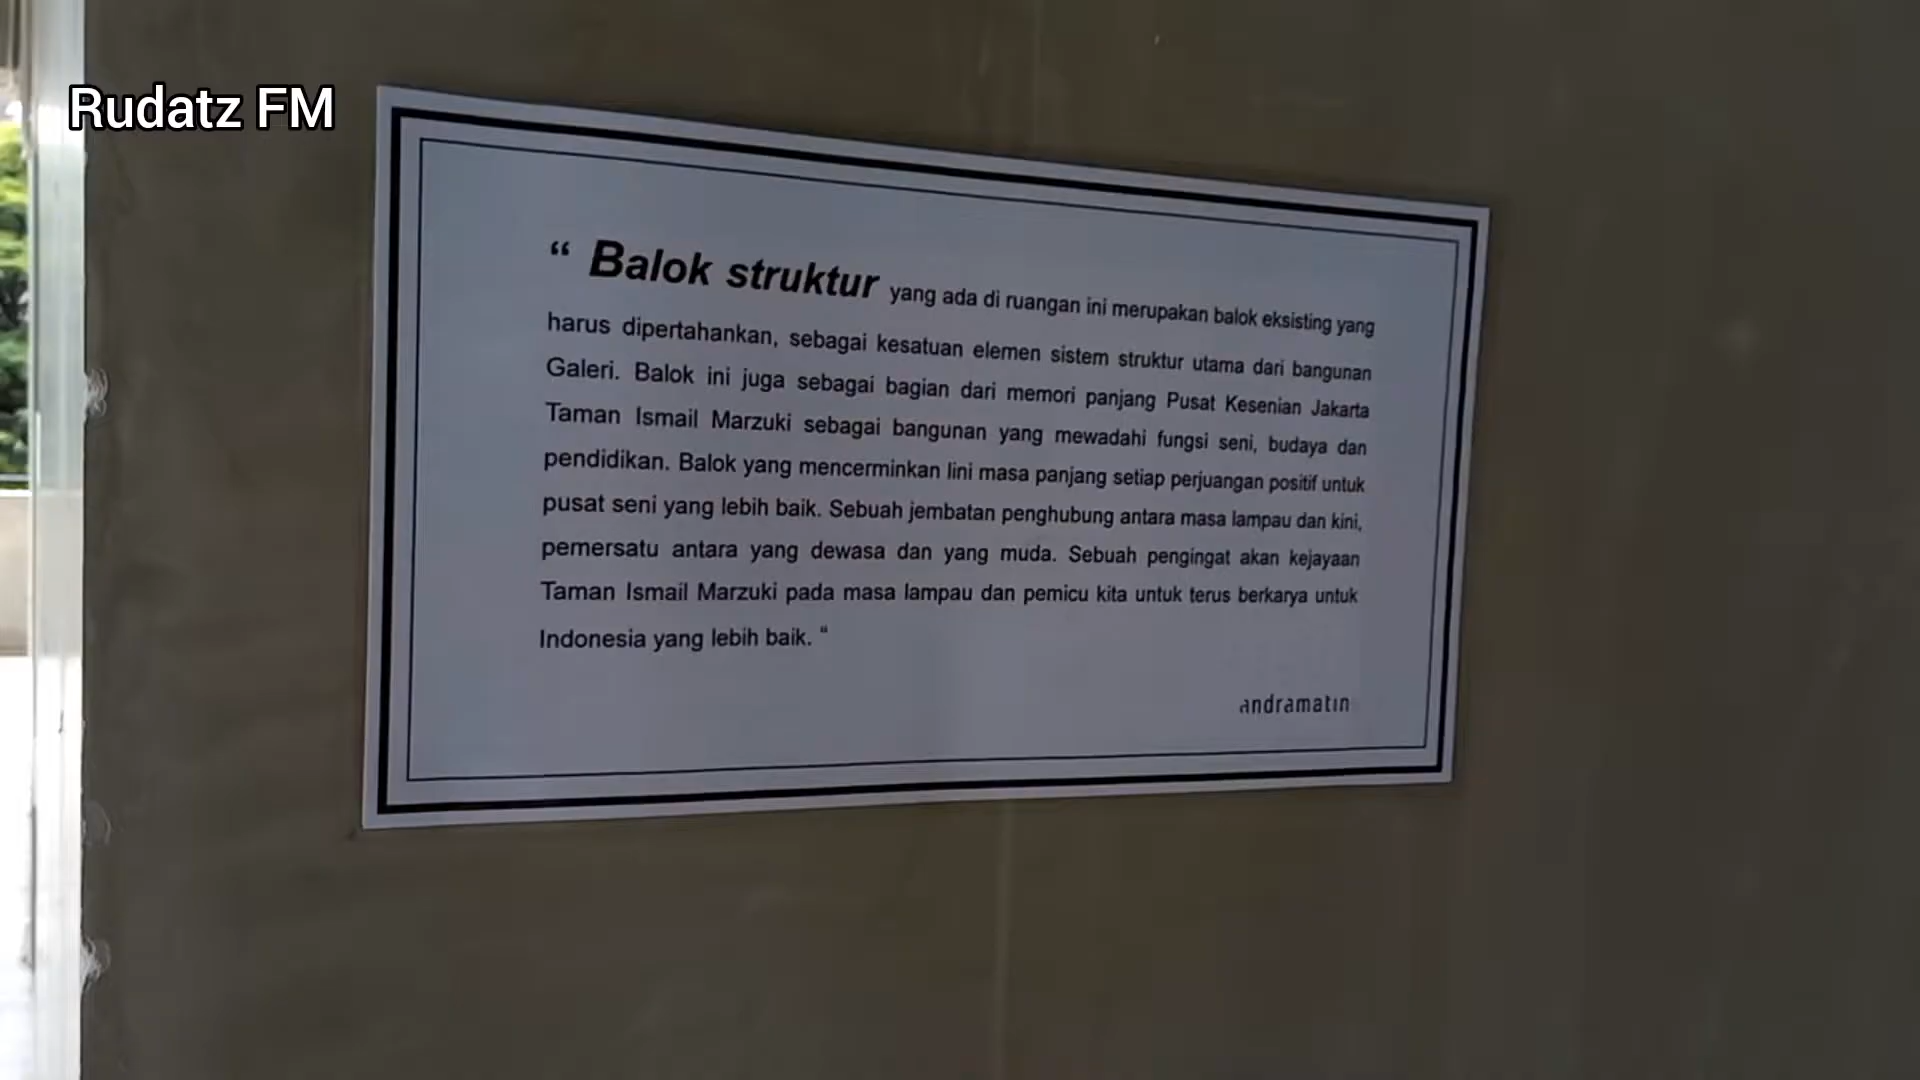 Rudatz FM
“ Balok struktur yang ada di ruangan ini merupakan balok eksisting yang
harus dipertahankan, sebagai kesatuan elemen sistem struktur utama dari bangunan
Galeri. Balok ini juga sebagai bagian dari memori panjang Pusat Kesenian Jakarta
Taman Ismail Marzuki sebagai bangunan yang mewadahi fungsi seni, budaya dan
pendidikan. Balok yang mencerminkan lini masa panjang setiap perjuangan positif untuk
pusat seni yang lebih baik. Sebuah jembatan penghubung antara masa lampau dan kini,
pemersatu antara yang dewasa dan yang muda. Sebuah pengingat akan kejayaan
Taman Ismail Marzuki pada masa lampau dan pemicu kita untuk terus berkarya untuk
Indonesia yang lebih baik. “
andramatin